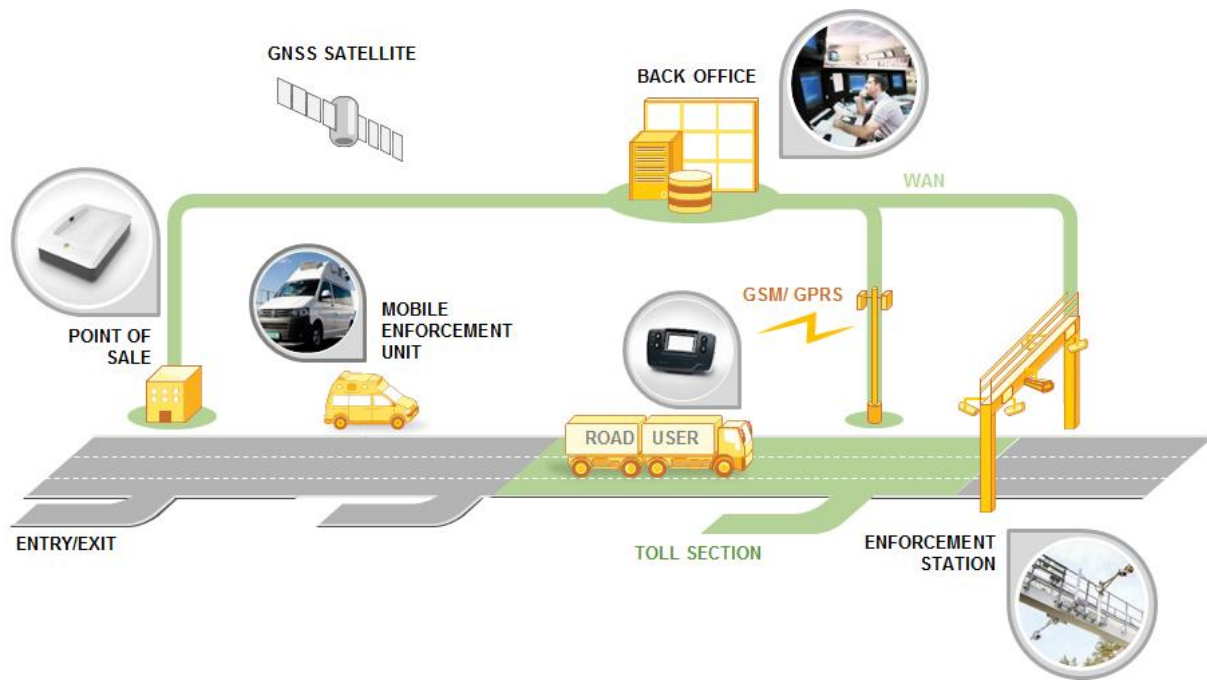 GNSS SATELLITE
BACK OFFICE
WAN
POINT OF
SALE
MOBILE
ENFORCEMENT
UNIT
GSM/ GPRS
ROAD USER
ENTRY/EXIT
TOLL SECTION
ENFORCEMENT
STATION